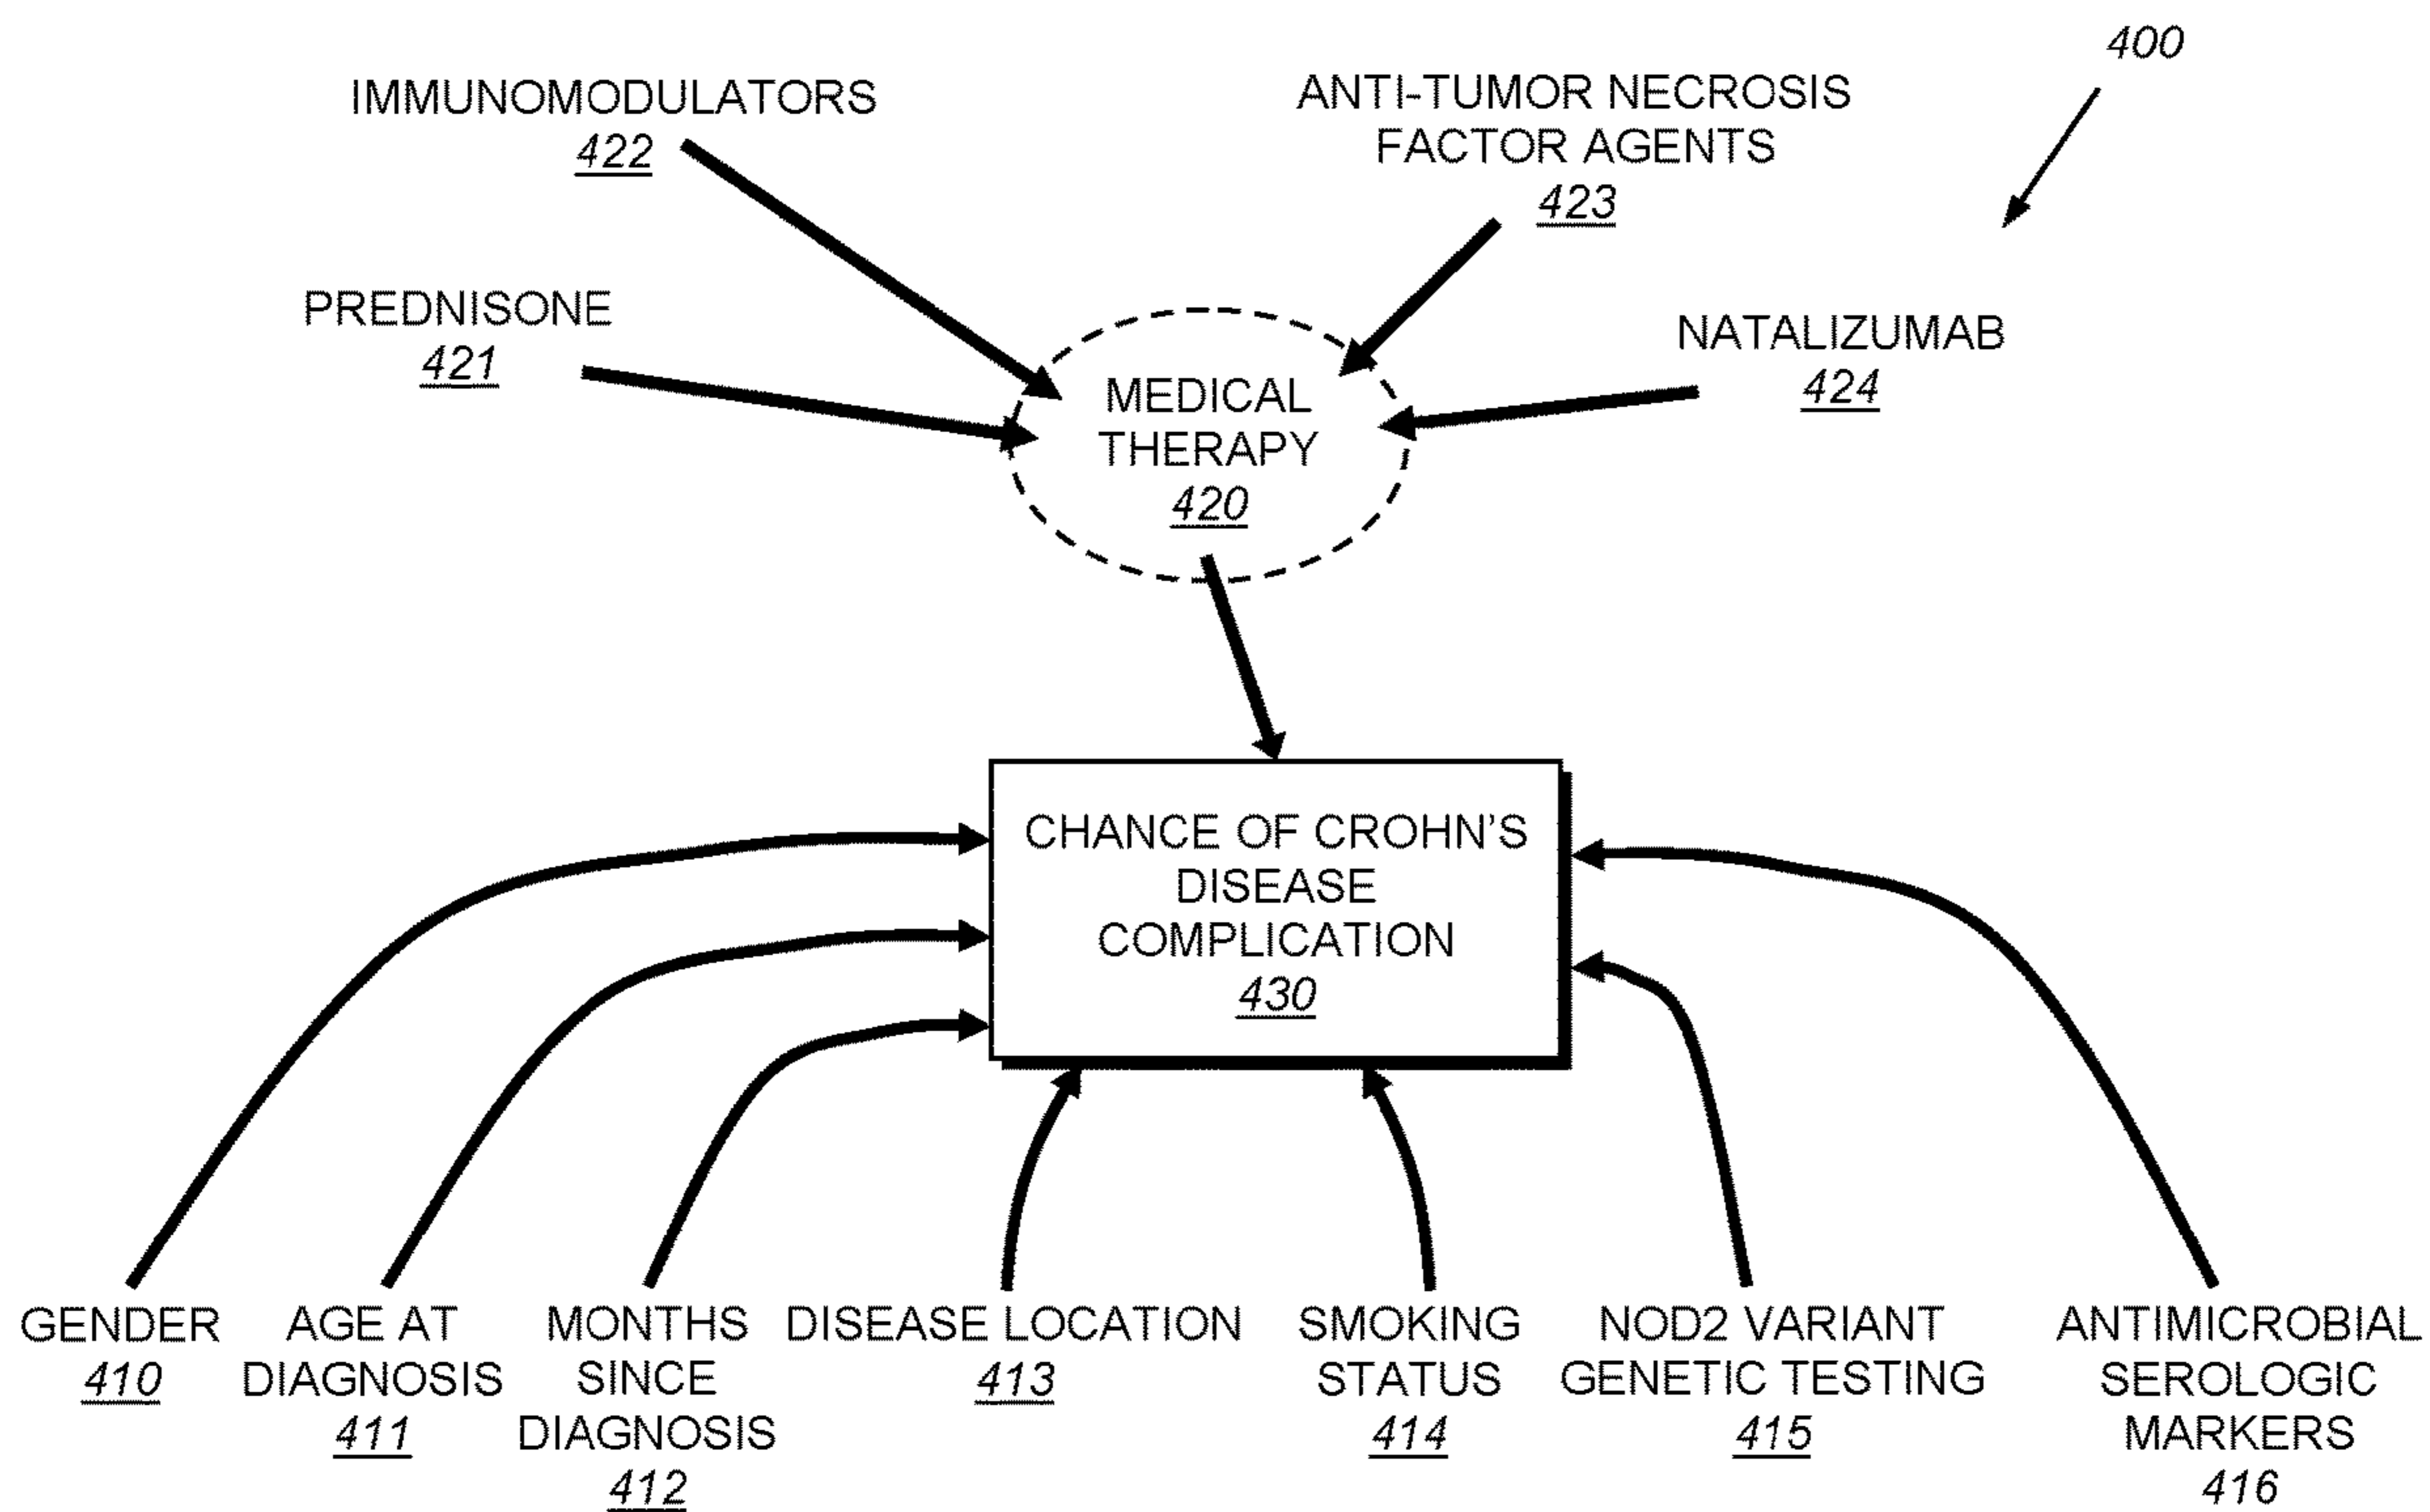 400
IMMUNOMODULATORS
422
ANTI-TUMOR NECROSIS
FACTOR AGENTS
423
PREDNISONE
421
NATALIZUMAB
424
MEDICAL
THERAPY
420
CHANCE OF CROHN'S
DISEASE
COMPLICATION
430
GENDER
410
AGE AT
DIAGNOSIS
411
MONTHS
SINCE
DIAGNOSIS
412
DISEASE LOCATION
413
SMOKING
STATUS
414
NOD2 VARIANT
GENETIC TESTING
415
ANTIMICROBIAL
SEROLOGIC
MARKERS
416